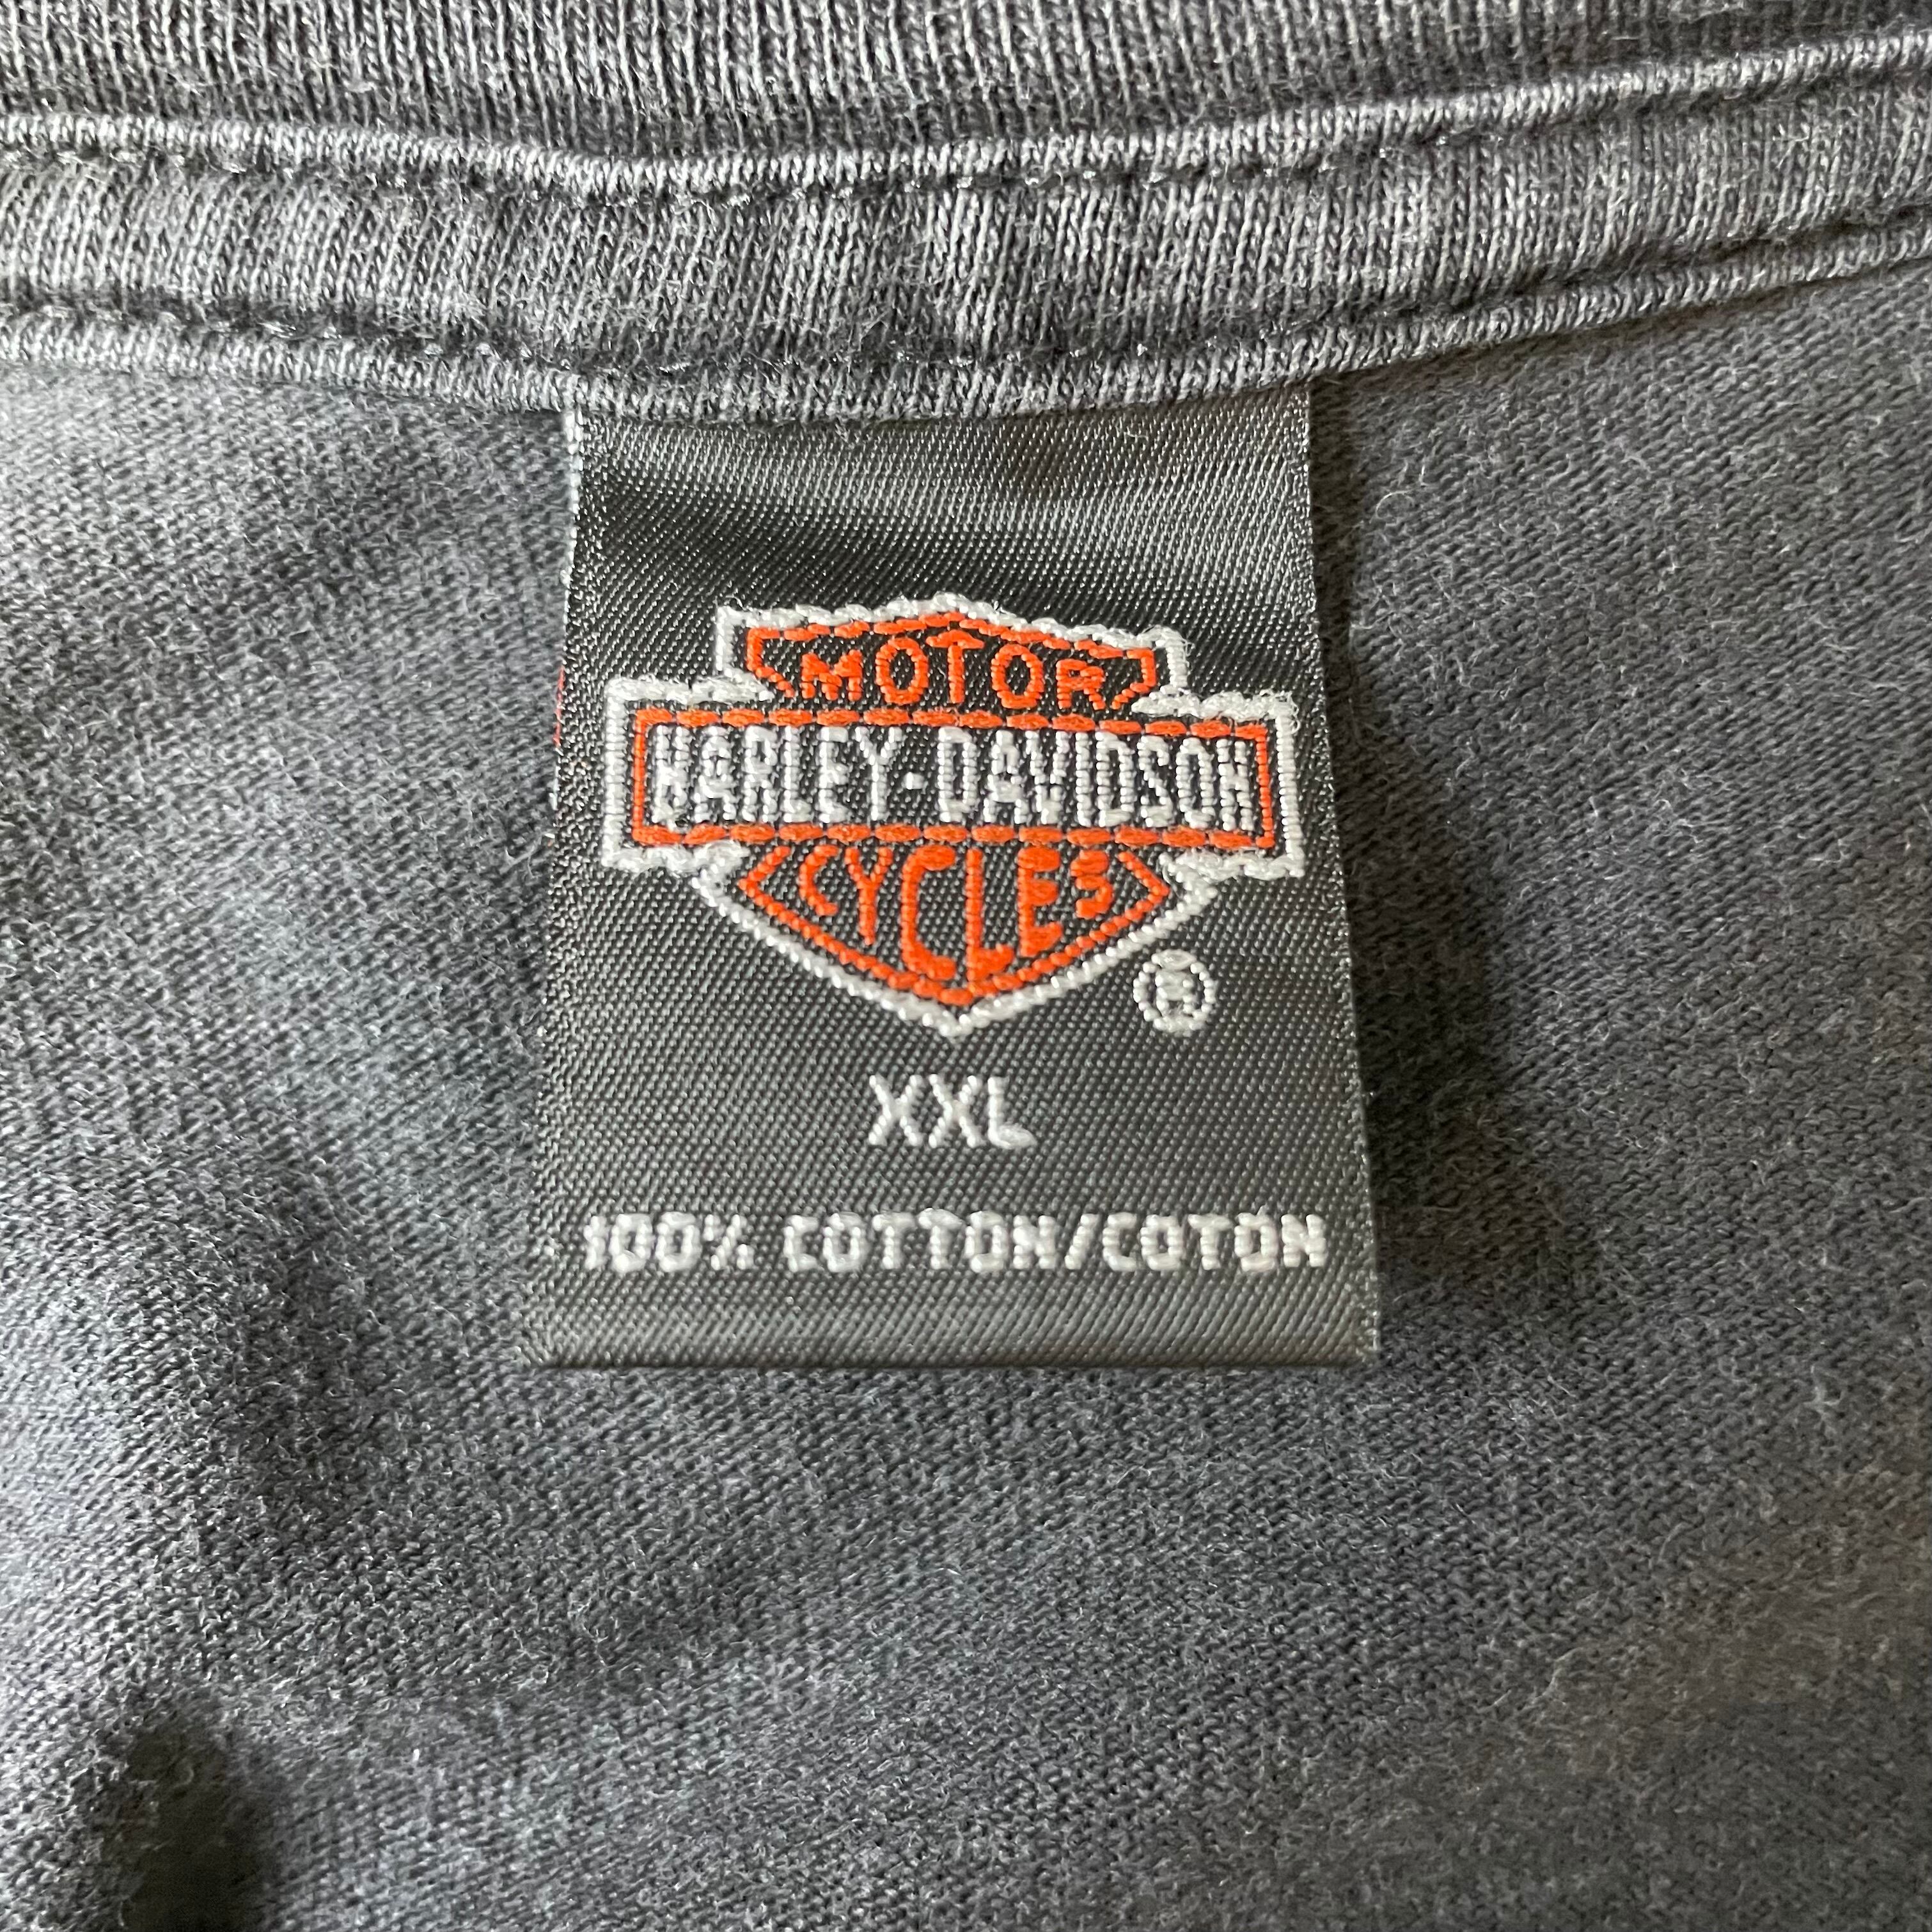 MOTOR
HARLEY-DAVIDSON
CYCLES
®
XXL
100% COTTON/COTON